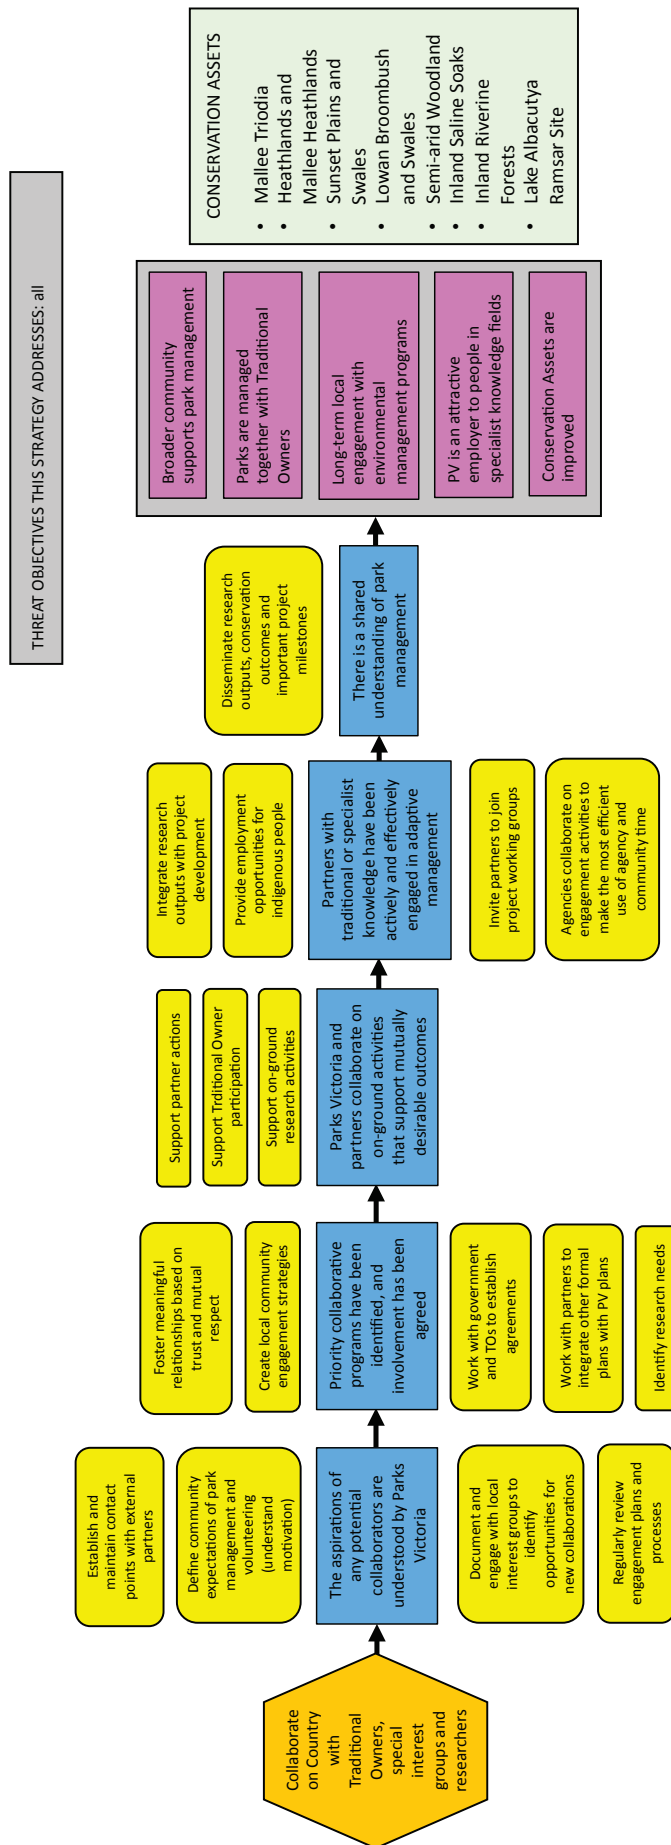 THREAT OBJECTIVES THIS STRATEGY ADDRESSES: all
Collaborate
on Country
with
Traditional
Owners,
special
interest
groups and
researchers
Establish and
maintain contact
points with external
partners
Define community
expectations of park
management and
volunteering
(understand
motivation)
The aspirations of
any potential
collaborators are
understood by Parks
Victoria
Document and
engage with local
interest groups to
identify
opportunities for
new collaborations
Regularly review
engagement plans and
processes
Foster meaningful
relationships based on
trust and mutual
respect
Create local community
engagement strategies
Priority collaborative
programs have been
identified, and
involvement has been
agreed
Work with government
and TOs to establish
agreements
Work with partners to
integrate other formal
plans with PV plans
Identify research needs
Support partner actions
Support Trditional Owner
participation
Support on-ground
research activities
Parks Victoria and
partners collaborate on
on-ground activities
that support mutually
desirable outcomes
Integrate research
outputs with project
development
Provide employment
opportunities for
indigenous people
Partners with
traditional or specialist
knowledge have been
actively and effectively
engaged in adaptive
management
Invite partners to join
project working groups
Agencies collaborate on
engagement activities to
make the most efficient
use of agency and
community time
Disseminate research
outputs, conservation
outcomes and
important project
milestones
There is a shared
understanding of park
management
Broader community
supports park management
Parks are managed
together with Traditional
Owners
Long-term local
engagement with
environmental
management programs
PV is an attractive
employer to people in
specialist knowledge fields
Conservation Assets are
improved
CONSERVATION ASSETS
• Mallee Triodia
• Heathlands and
Mallee Heathlands
• Sunset Plains and
Swales
• Lowan Broombush
and Swales
• Semi-arid Woodland
• Inland Saline Soaks
• Inland Riverine
Forests
• Lake Albacutya
Ramsar Site